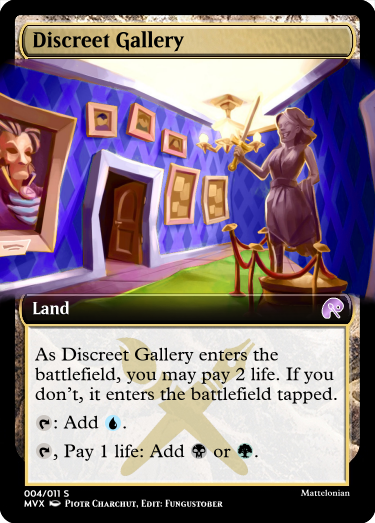 Discreet Gallery
Land
As Discreet Gallery enters the
battlefield, you may pay 2 life. If you
don't, it enters the battlefield tapped.
: Add .
, Pay 1 life: Add or .
004/011 S
Mattelonian
MVX Piotr Charchut, Edit: Fungustober